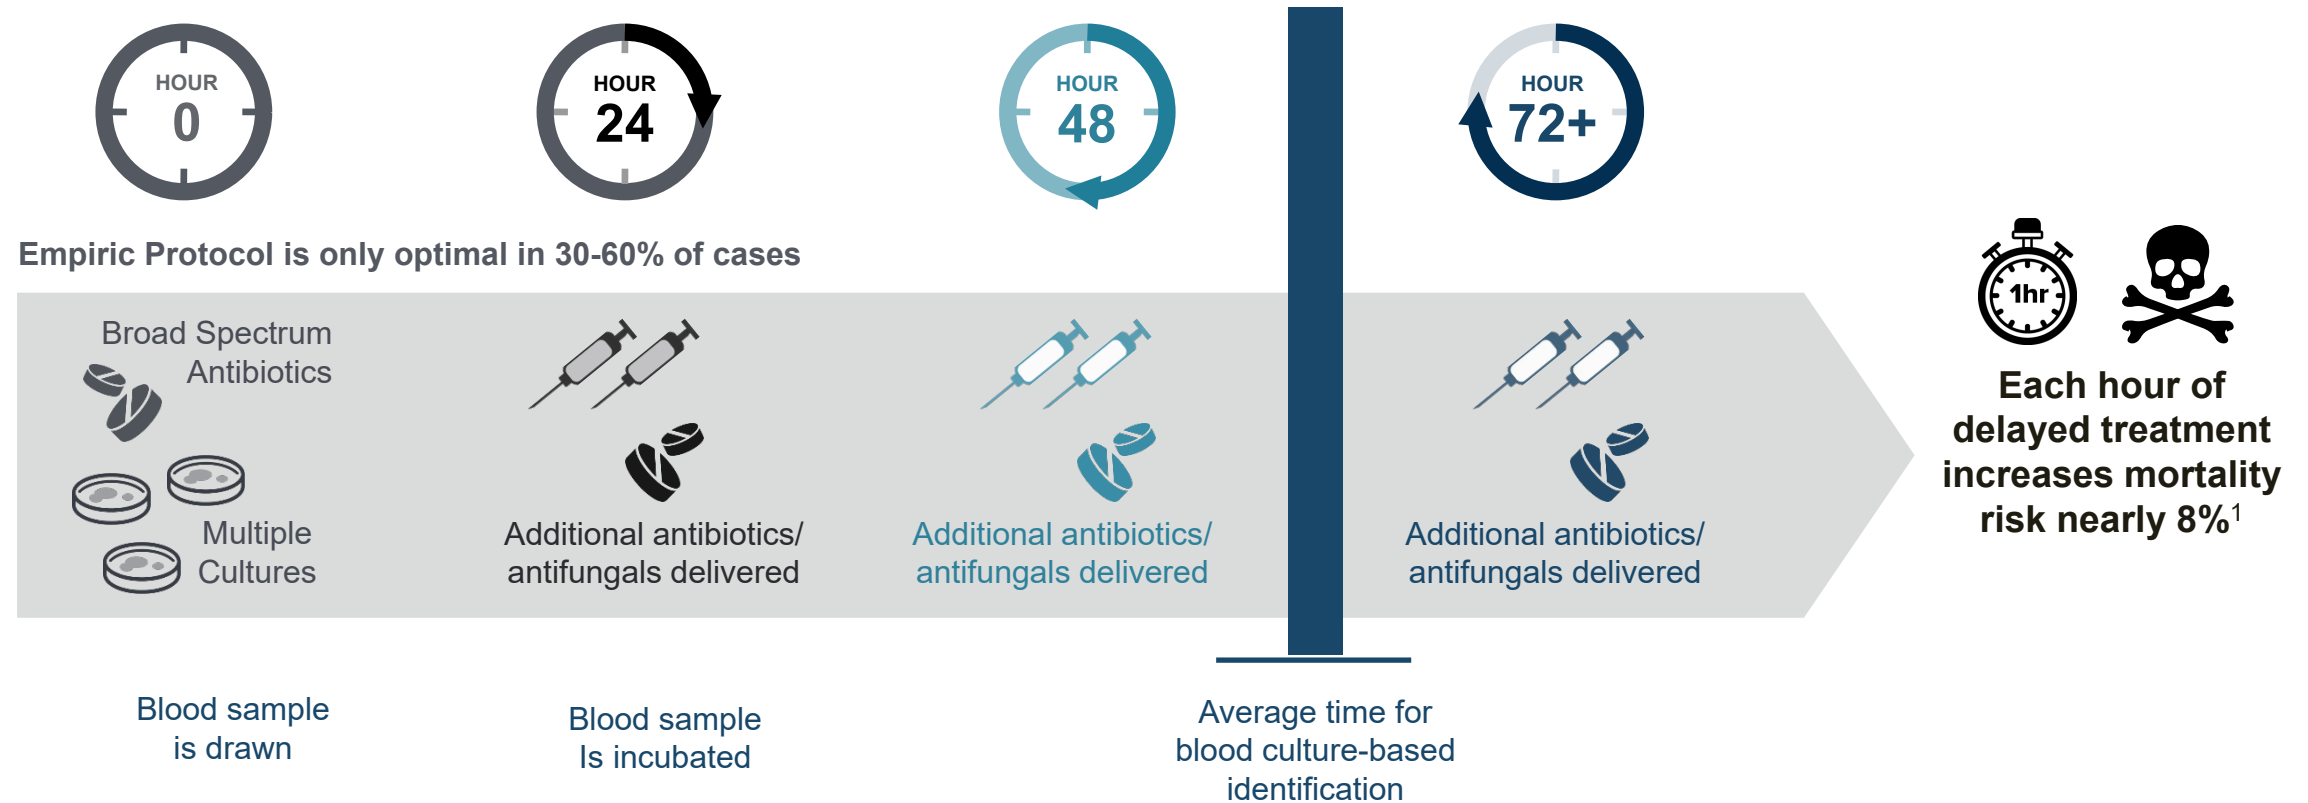 HOUR
0
HOUR
24
HOUR
48
HOUR
72+
Empiric Protocol is only optimal in 30-60% of cases
Broad Spectrum
Antibiotics
Multiple
Cultures
Additional antibiotics/
antifungals delivered
Additional antibiotics/
antifungals delivered
Additional antibiotics/
antifungals delivered
1hr
Each hour of
delayed treatment
increases mortality
risk nearly 8%¹
Blood sample
is drawn
Blood sample
Is incubated
Average time for
blood culture-based
identification